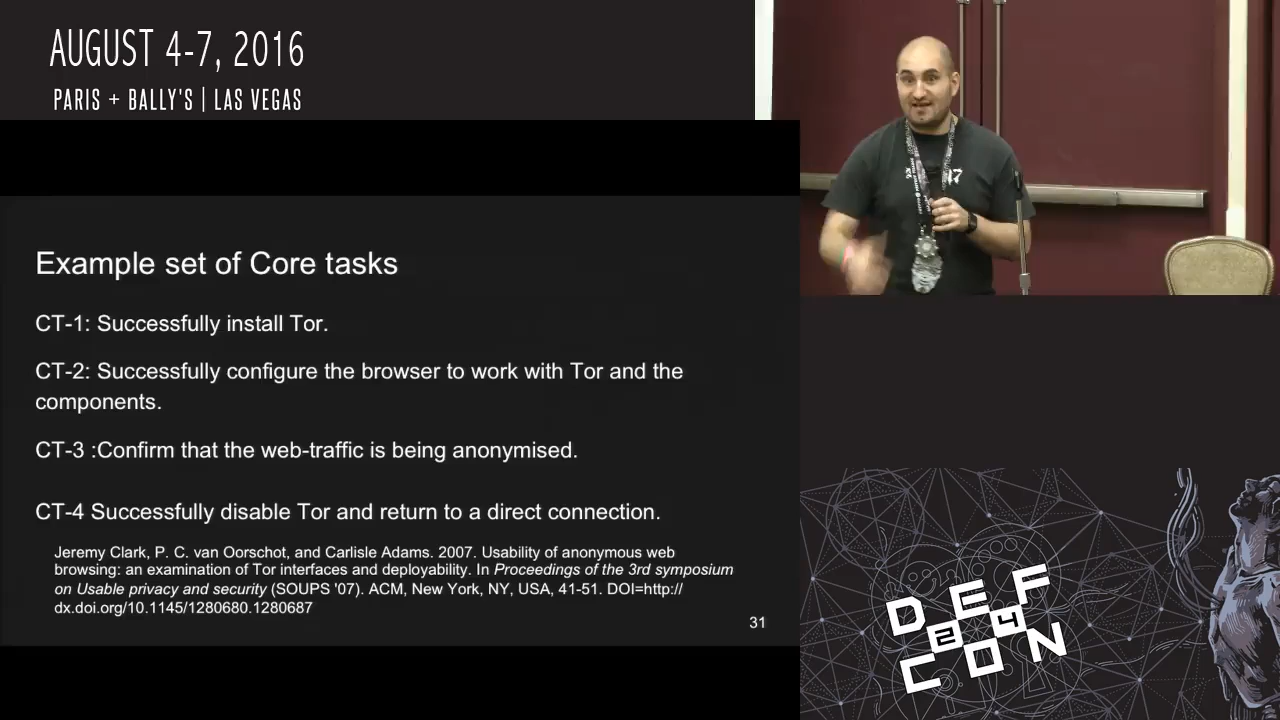 AUGUST 4-7, 2016
PARIS + BALLY'S | LAS VEGAS
Example set of Core tasks
CT-1: Successfully install Tor.
CT-2: Successfully configure the browser to work with Tor and the
components.
CT-3 :Confirm that the web-traffic is being anonymised.
CT-4 Successfully disable Tor and return to a direct connection.
Jeremy Clark, P. C. van Oorschot, and Carlisle Adams. 2007. Usability of anonymous web
browsing: an examination of Tor interfaces and deployability. In Proceedings of the 3rd symposium
on Usable privacy and security (SOUPS '07). ACM, New York, NY, USA, 41-51. DOI=http://
dx.doi.org/10.1145/1280680.1280687
31
DEF
24
CON